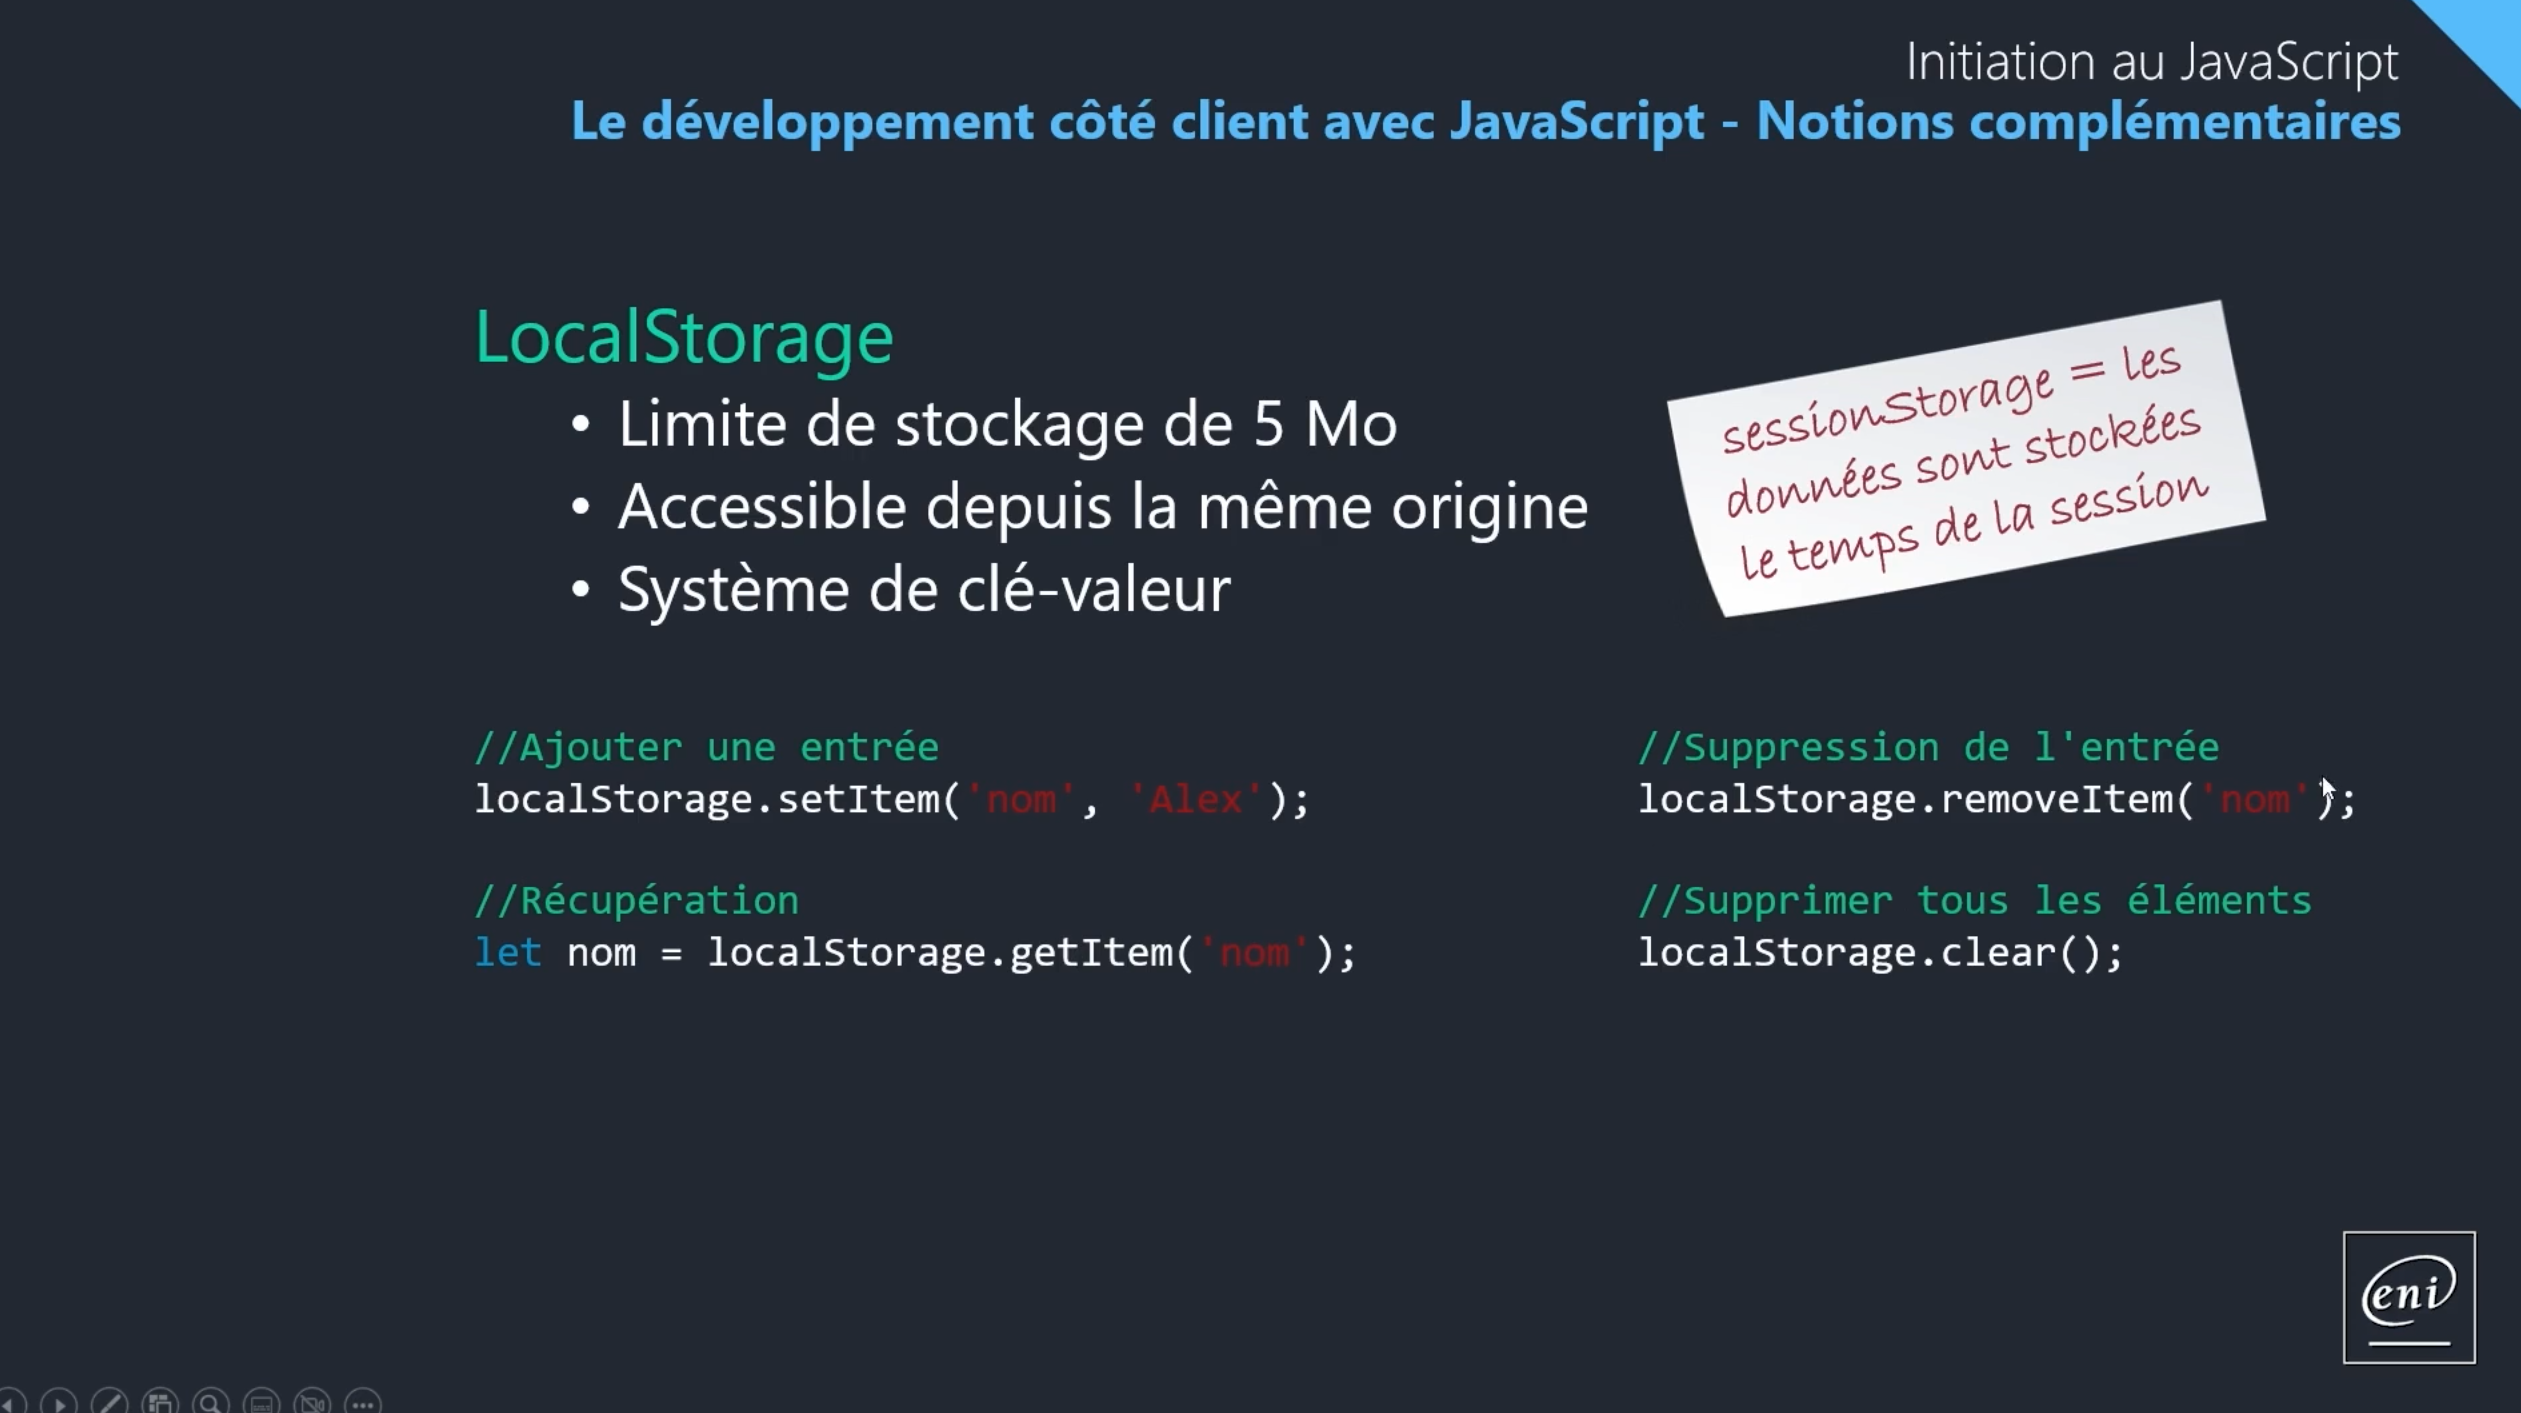 Initiation au JavaScript
Le développement côté client avec JavaScript - Notions complémentaires
LocalStorage
• Limite de stockage de 5 Mo
• Accessible depuis la même origine
• Système de clé-valeur
sessionStorage = les
données sont stockées
le temps de la session
//Ajouter une entrée
localStorage.setItem('nom', 'Alex');
//Récupération
let nom = localStorage.getItem('nom');
//Suppression de l'entrée
localStorage.removeItem('nom');
//Supprimer tous les éléments
localStorage.clear();
eni